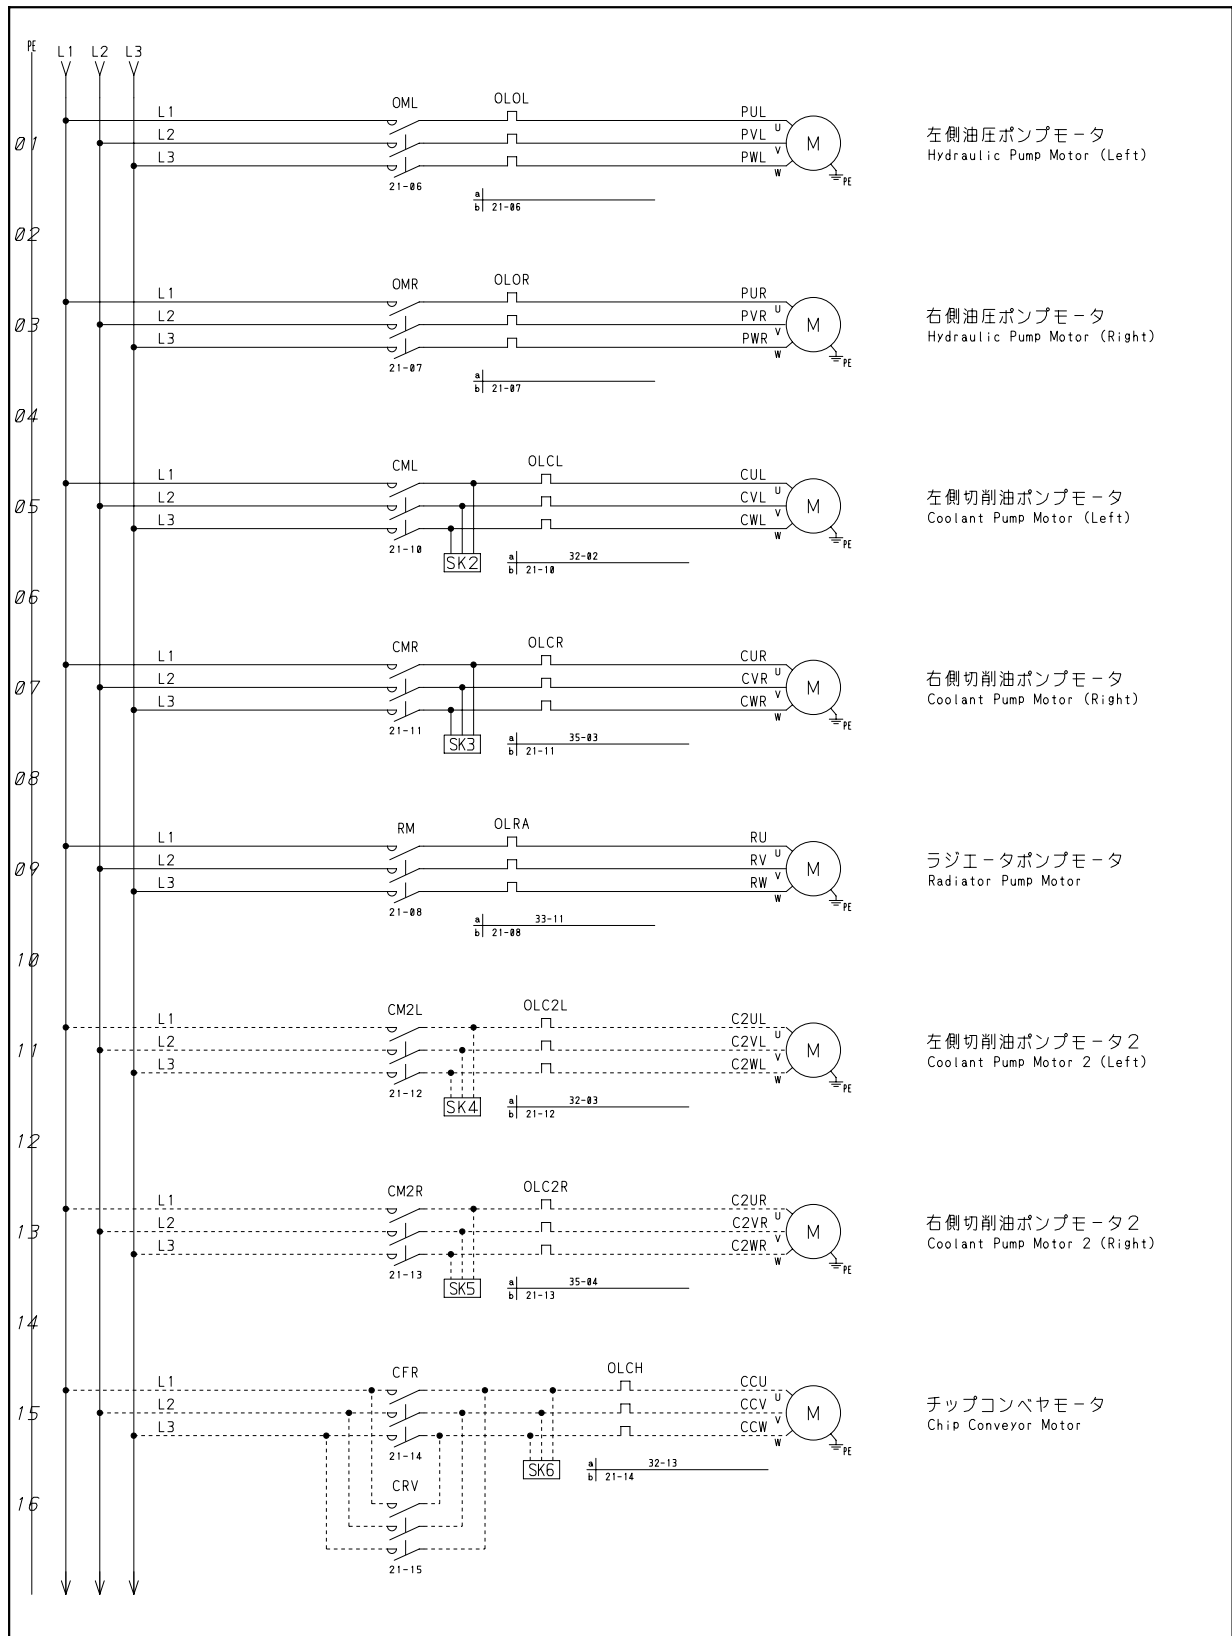 PE L1 L2 L3
L1 OML OLOL PUL U
01 L2 PVL V M 左側油圧ポンプモータ
L3 PWL W PE Hydraulic Pump Motor (Left)
21-06
a
b 21-06
02
L1 OMR OLOR PUR U
03 L2 PVR V M 右側油圧ポンプモータ
L3 PWR W PE Hydraulic Pump Motor (Right)
21-07
a
b 21-07
04
L1 CML OLCL CUL U
05 L2 CVL V M 左側切削油ポンプモータ
L3 CWL W PE Coolant Pump Motor (Left)
21-10 SK2
a 32-02
b 21-10
06
L1 CMR OLCR CUR U
07 L2 CVR V M 右側切削油ポンプモータ
L3 CWR W PE Coolant Pump Motor (Right)
21-11 SK3
a 35-03
b 21-11
08
L1 RM OLRA RU U
09 L2 RV V M ラジエータポンプモータ
L3 RW W PE Radiator Pump Motor
21-08
a 33-11
b 21-08
10
L1 CM2L OLC2L C2UL U
11 L2 C2VL V M 左側切削油ポンプモータ2
L3 C2WL W PE Coolant Pump Motor 2 (Left)
21-12 SK4
a 32-03
b 21-12
12
L1 CM2R OLC2R C2UR U
13 L2 C2VR V M 右側切削油ポンプモータ2
L3 C2WR W PE Coolant Pump Motor 2 (Right)
21-13 SK5
a 35-04
b 21-13
14
L1 CFR OLCH CCU U
15 L2 CCV V M チップコンベヤモータ
L3 CCW W PE Chip Conveyor Motor
21-14 SK6
a 32-13
b 21-14
CRV
16
21-15